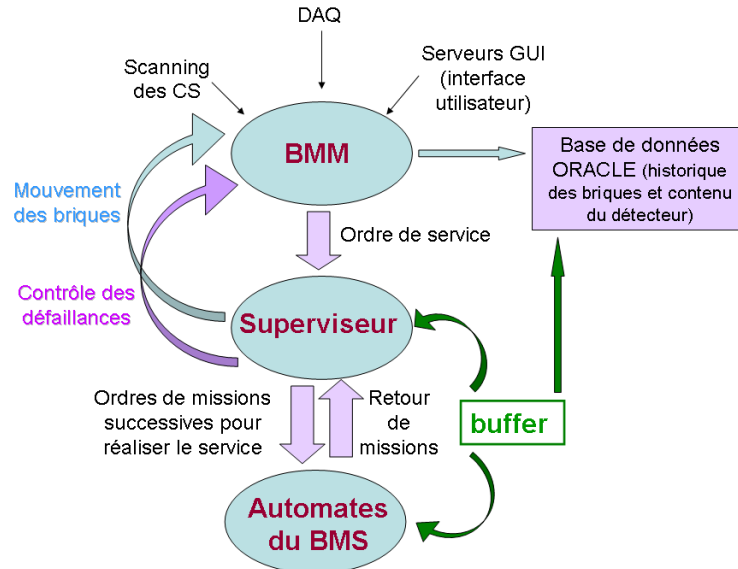 DAQ
Scanning
des CS
Serveurs GUI
(interface
utilisateur)
BMM
Base de données
ORACLE (historique
des briques et contenu
du détecteur)
Mouvement
des briques
Ordre de service
Contrôle des
défaillances
Superviseur
Ordres de missions
successives pour
réaliser le service
Retour
de
missions
buffer
Automates
du BMS